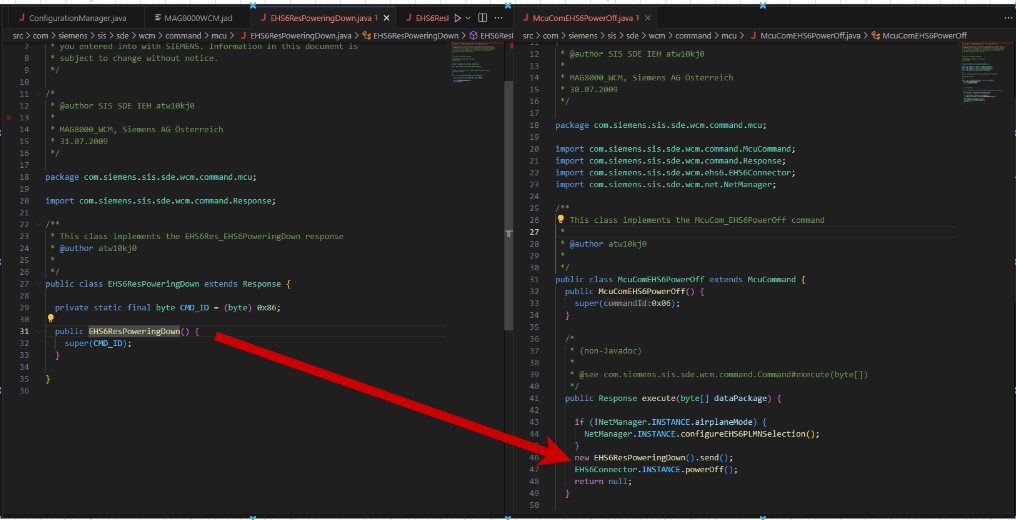 ConfigurationManager.java
MAG8000WCM.jad
EHS6ResPoweringDown.java 1
EHS6Resl
src > com > siemens > sis > sde > wcm > command > mcu > EHS6ResPoweringDown.java > EHS6ResPoweringDown > EHS6Resl
7 * you entered into with SIEMENS. Information in this document is
8 * subject to change without notice.
9 */
10
11 /*
12 * @author SIS SDE IEH atw10kj0
13 *
14 * MAG8000_WCM, Siemens AG Österreich
15 * 31.07.2009
16 */
17
18 package com.siemens.sis.sde.wcm.command.mcu;
19
20 import com.siemens.sis.sde.wcm.command.Response;
21
22 /**
23 * This class implements the EHS6Res_EHS6PoweringDown response
24 * @author atw10kj0
25 *
26 */
27 public class EHS6ResPoweringDown extends Response {
28
29 private static final byte CMD_ID = (byte) 0x86;
30
31 public EHS6ResPoweringDown() {
32 super(CMD_ID);
33 }
34
35 }
36
McuComEHS6PowerOff.java 1
src > com > siemens > sis > sde > wcm > command > mcu > McuComEHS6PowerOff.java > McuComEHS6PowerOff
11 /*
12 * @author SIS SDE IEH atw10kj0
13 *
14 * MAG8000_WCM, Siemens AG Österreich
15 * 30.07.2009
16 */
17
18 package com.siemens.sis.sde.wcm.command.mcu;
19
20 import com.siemens.sis.sde.wcm.command.McuCommand;
21 import com.siemens.sis.sde.wcm.command.Response;
22 import com.siemens.sis.sde.wcm.ehs6.EHS6Connector;
23 import com.siemens.sis.sde.wcm.net.NetManager;
24
25 /**
26 This class implements the McuCom_EHS6PowerOff command
27 *
28 * @author atw10kj0
29 *
30 */
31 public class McuComEHS6PowerOff extends McuCommand {
32 public McuComEHS6PowerOff() {
33 super(commandId:0x06);
34 }
35
36 /*
37 * (non-Javadoc)
38 *
39 * @see com.siemens.sis.sde.wcm.command.Command#execute(byte[])
40 */
41 public Response execute(byte[] dataPackage) {
42
43 if (!NetManager.INSTANCE.airplaneMode) {
44 NetManager.INSTANCE.configureEHS6PLMNSelection();
45 }
46 new EHS6ResPoweringDown().send();
47 EHS6Connector.INSTANCE.powerOff();
48 return null;
49 }
50